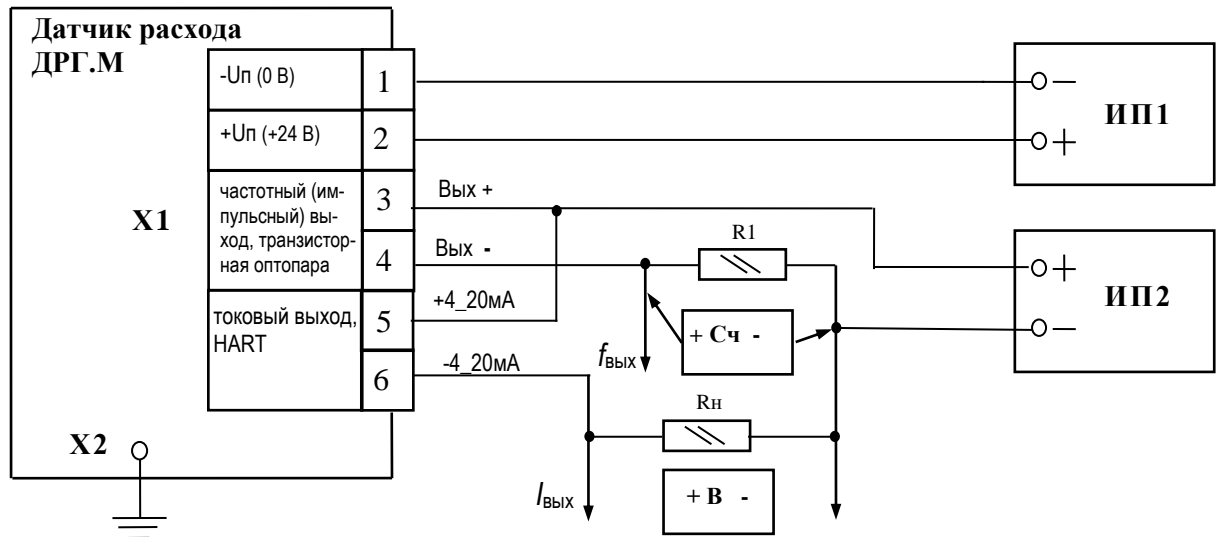 Датчик расхода
ДРГ.М
-Uп (0 В)
1
+Uп (+24 В)
2
X1
частотный (им-
пульсный) вы-
ход, транзистор-
ная оптопара
3
4
токовый выход,
HART
5
6
X2
Вых +
Вых -
+4_20мА
-4_20мА
R1
+ Сч -
fвых
Rн
Iвых
+ В -
−
ИП1
+
+
ИП2
−